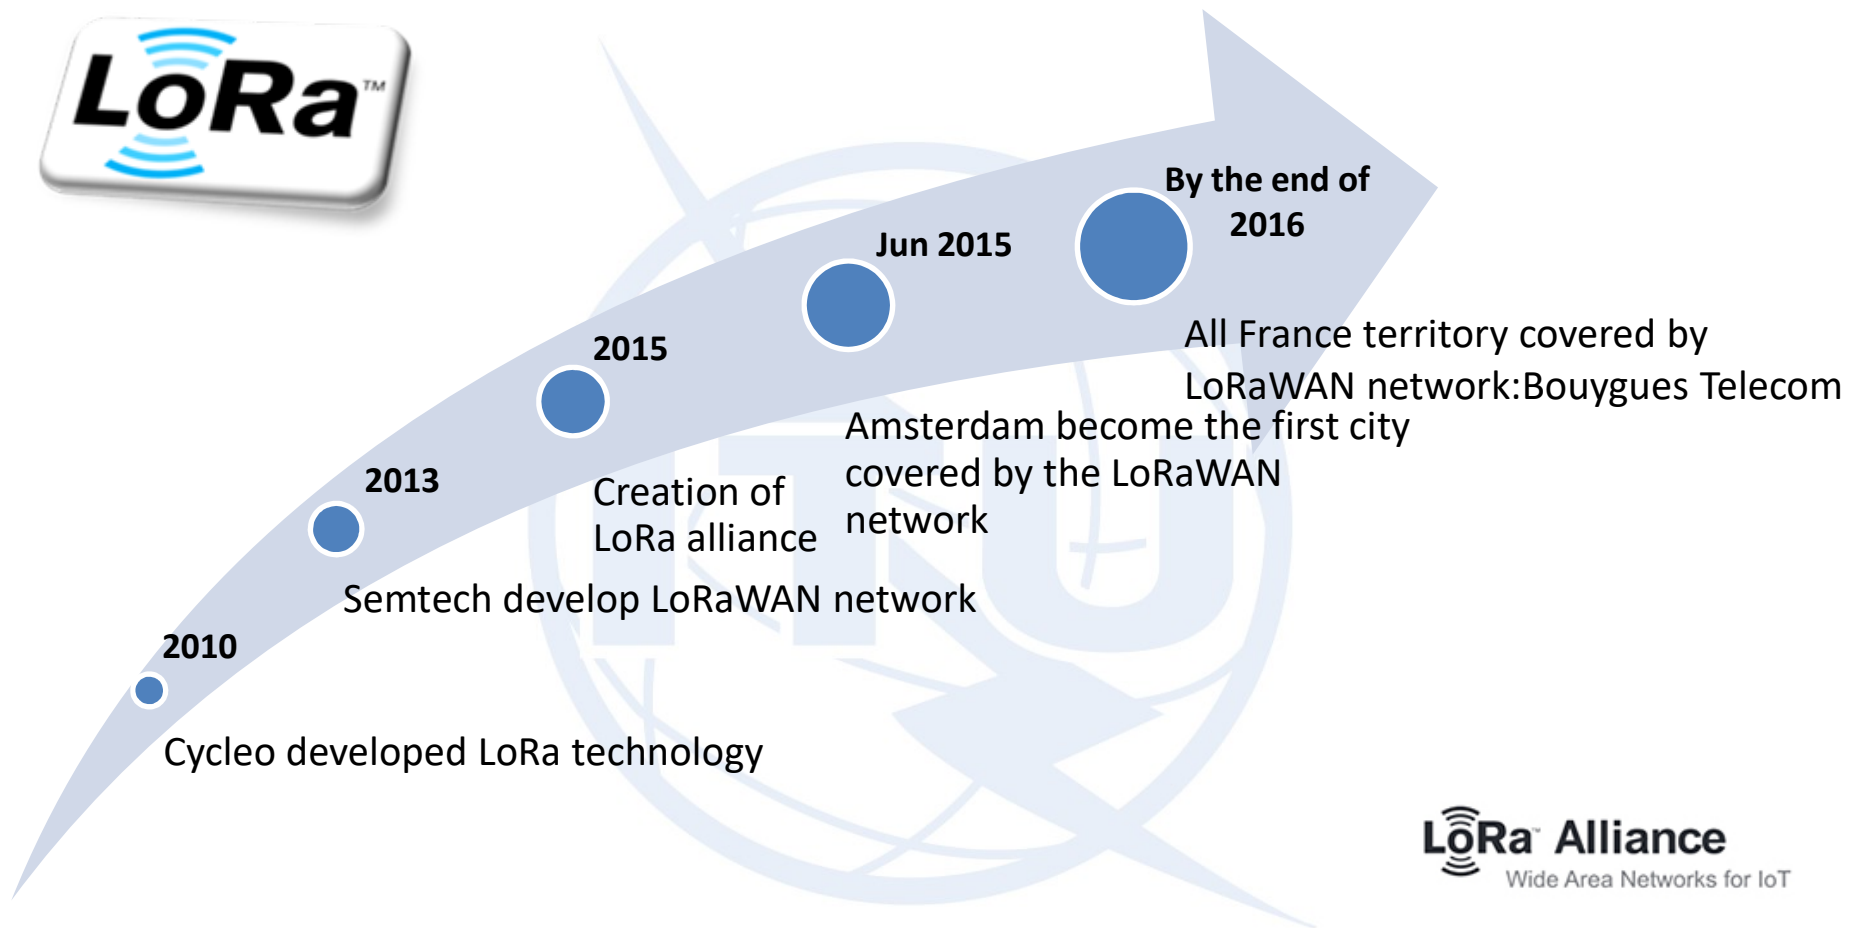 LoRa™
By the end of
2016
Jun 2015
2015
2013
2010
All France territory covered by
LoRaWAN network:Bouygues Telecom
Amsterdam become the first city
covered by the LoRaWAN
network
Creation of
LoRa alliance
Semtech develop LoRaWAN network
Cycleo developed LoRa technology
ITU
LoRa™ Alliance
Wide Area Networks for IoT